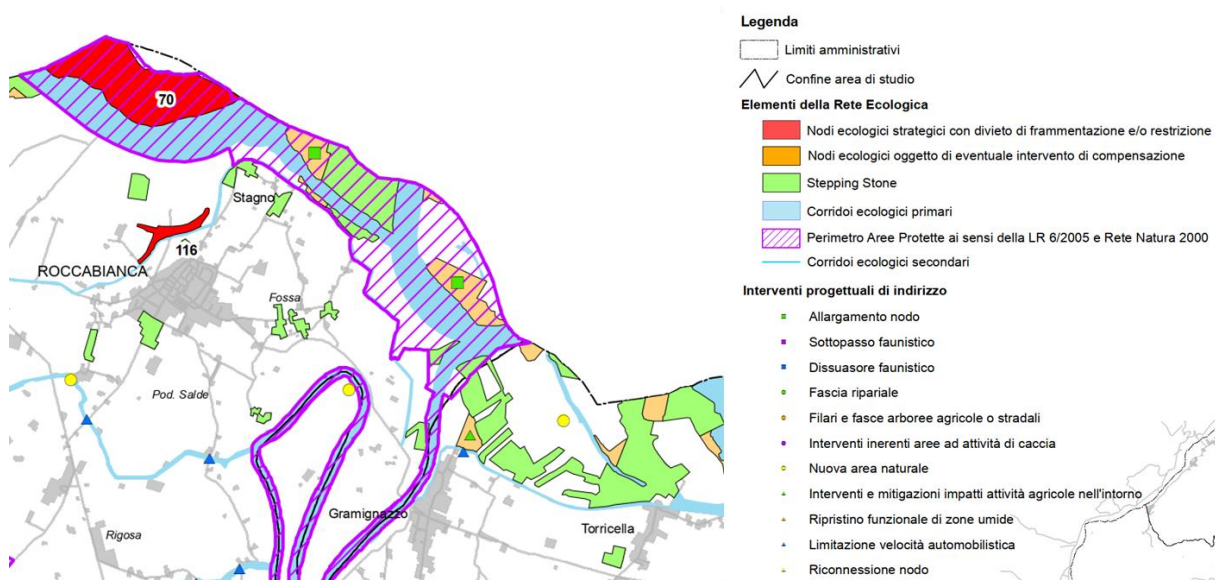 70
Stagno
116
ROCCABIANCA
Fossa
Pod. Salde
Gramignazzo
Rigosa
Torricella
Legenda
Limiti amministrativi
Confine area di studio
Elementi della Rete Ecologica
Nodi ecologici strategici con divieto di frammentazione e/o restrizione
Nodi ecologici oggetto di eventuale intervento di compensazione
Stepping Stone
Corridoi ecologici primari
Perimetro Aree Protette ai sensi della LR 6/2005 e Rete Natura 2000
Corridoi ecologici secondari
Interventi progettuali di indirizzo
Allargamento nodo
Sottopasso faunistico
Dissuasore faunistico
Fascia ripariale
Filari e fasce arboree agricole o stradali
Interventi inerenti aree ad attività di caccia
Nuova area naturale
Interventi e mitigazioni impatti attività agricole nell'intorno
Ripristino funzionale di zone umide
Limitazione velocità automobilistica
Riconnessione nodo